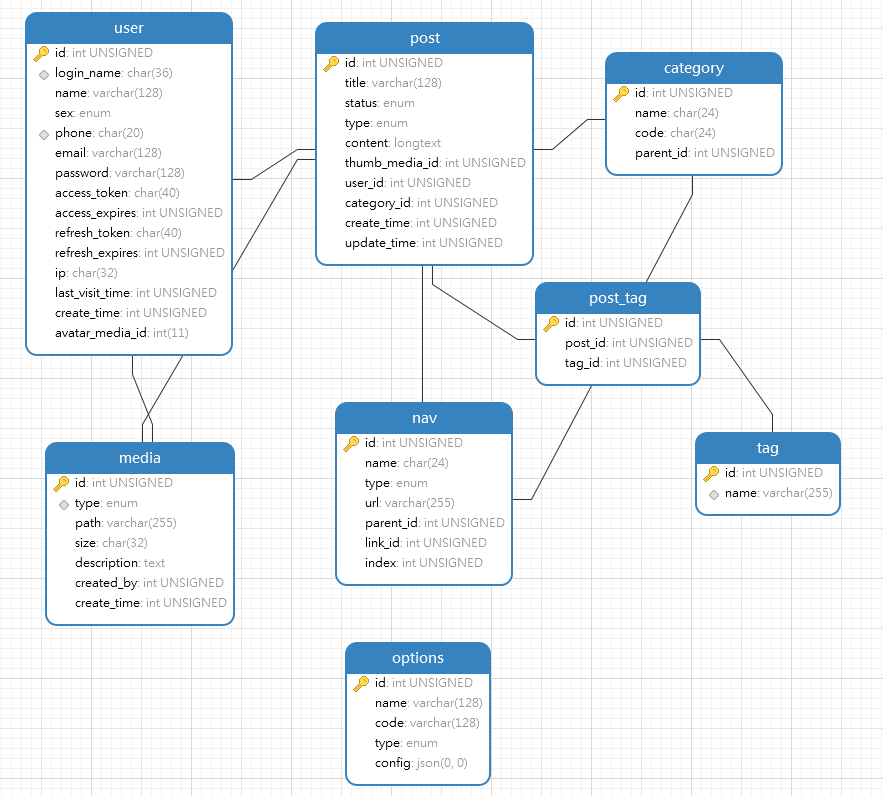 user
id: int UNSIGNED
login_name: char(36)
name: varchar(128)
sex: enum
phone: char(20)
email: varchar(128)
password: varchar(128)
access_token: char(40)
access_expires: int UNSIGNED
refresh_token: char(40)
refresh_expires: int UNSIGNED
ip: char(32)
last_visit_time: int UNSIGNED
create_time: int UNSIGNED
avatar_media_id: int(11)
post
id: int UNSIGNED
title: varchar(128)
status: enum
type: enum
content: longtext
thumb_media_id: int UNSIGNED
user_id: int UNSIGNED
category_id: int UNSIGNED
create_time: int UNSIGNED
update_time: int UNSIGNED
category
id: int UNSIGNED
name: char(24)
code: char(24)
parent_id: int UNSIGNED
post_tag
id: int UNSIGNED
post_id: int UNSIGNED
tag_id: int UNSIGNED
media
id: int UNSIGNED
type: enum
path: varchar(255)
size: char(32)
description: text
created_by: int UNSIGNED
create_time: int UNSIGNED
nav
id: int UNSIGNED
name: char(24)
type: enum
url: varchar(255)
parent_id: int UNSIGNED
link_id: int UNSIGNED
index: int UNSIGNED
tag
id: int UNSIGNED
name: varchar(255)
options
id: int UNSIGNED
name: varchar(128)
code: varchar(128)
type: enum
config: json(0, 0)